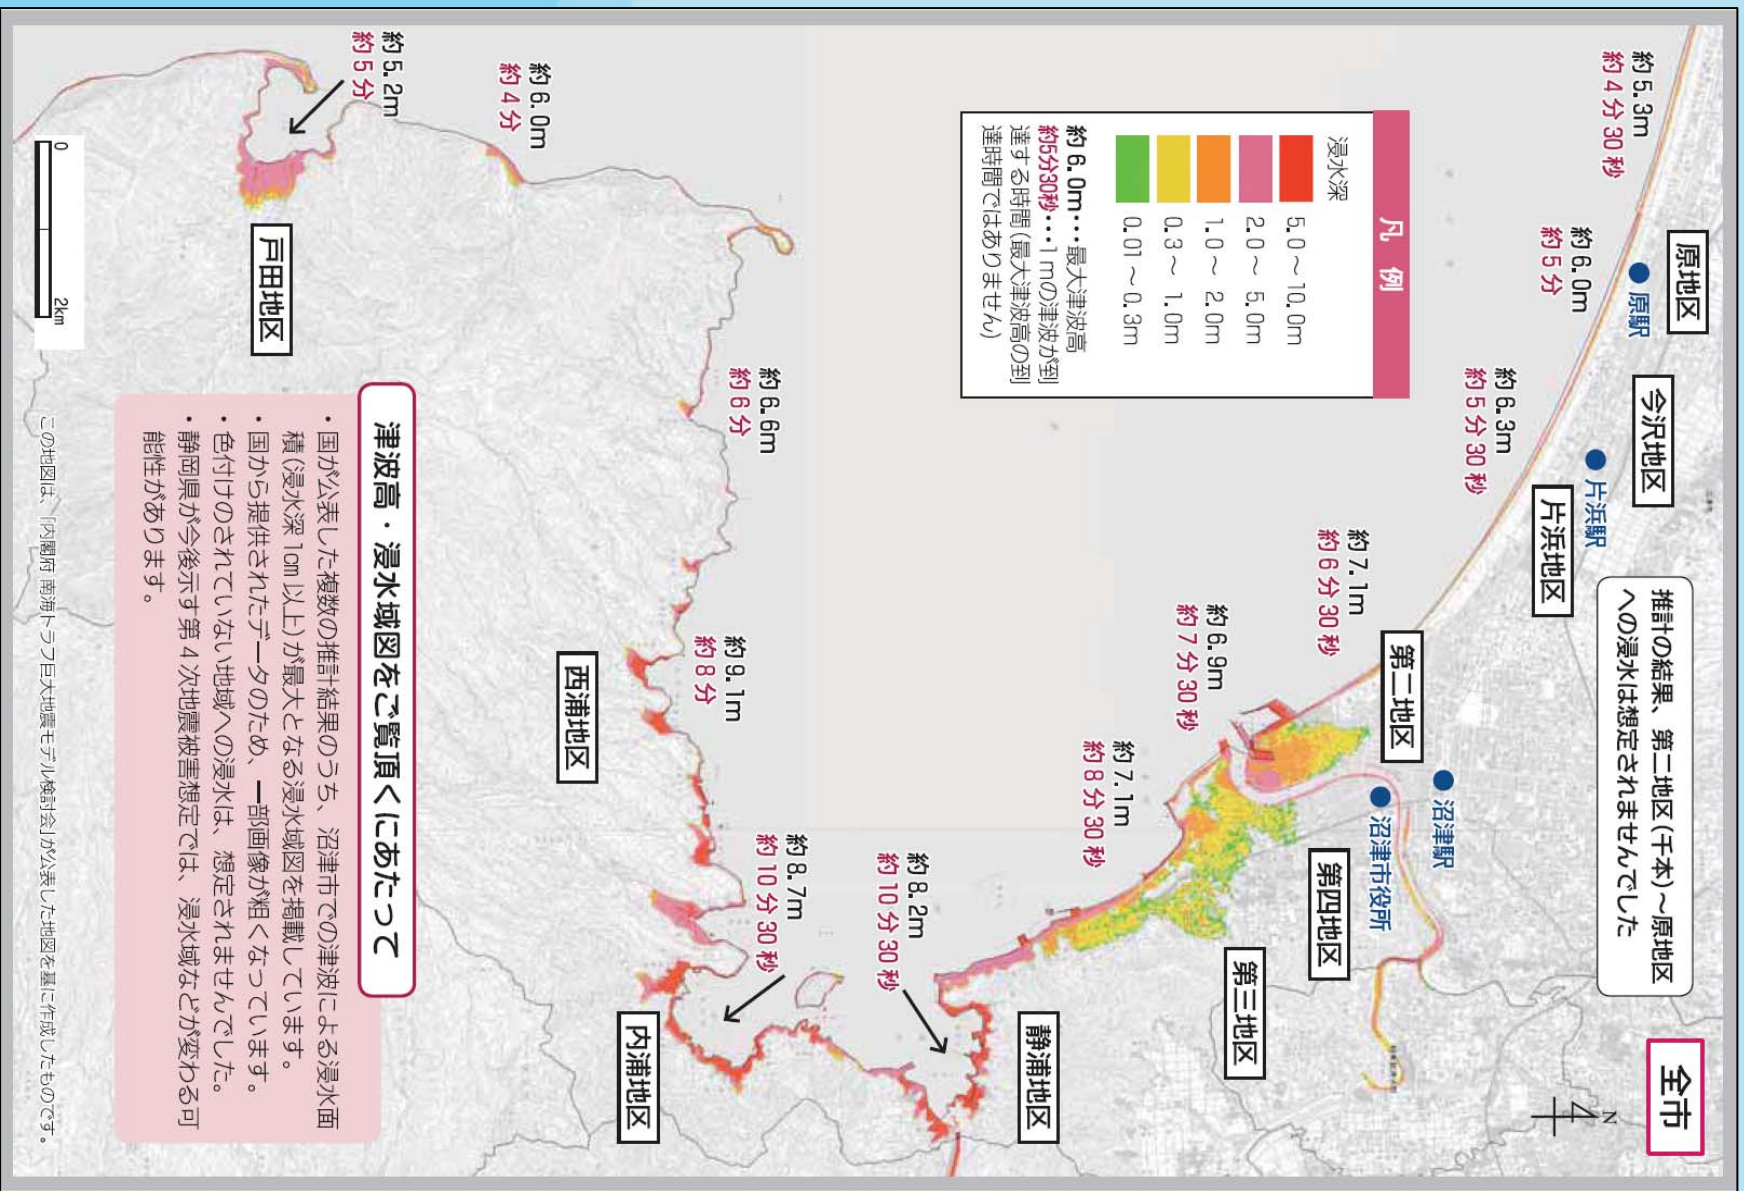 全市
N
推計の結果、第二地区(千本)～原地区
への浸水は想定されませんでした
原地区
原駅
今沢地区
片浜駅
片浜地区
第二地区
沼津駅
沼津市役所
第四地区
第三地区
静浦地区
内浦地区
西浦地区
戸田地区
約5.3m
約4分30秒
約6.0m
約5分
約6.3m
約5分30秒
約7.1m
約6分30秒
約6.9m
約7分30秒
約7.1m
約8分30秒
約8.2m
約10分30秒
約8.7m
約10分30秒
約9.1m
約8分
約6.6m
約6分
約6.0m
約4分
約5.2m
約5分
凡 例
浸水深
5.0～10.0m
2.0～ 5.0m
1.0～ 2.0m
0.3～ 1.0m
0.01～0.3m
約6.0m・・・最大津波高
約5分30秒・・・1mの津波が到
達する時間(最大津波高の到
達時間ではありません)
津波高・浸水域図をご覧頂くにあたって
・国が公表した複数の推計結果のうち、沼津市での津波による浸水面
積(浸水深1cm以上)が最大となる浸水域図を掲載しています。
・国から提供されたデータのため、一部画像が粗くなっています。
・色付けのされていない地域への浸水は、想定されませんでした。
・静岡県が今後示す第4次地震被害想定では、浸水域などが変わる可
能性があります。
0
2km
この地図は、「内閣府 南海トラフ巨大地震モデル検討会」が公表した地図を基に作成したものです。